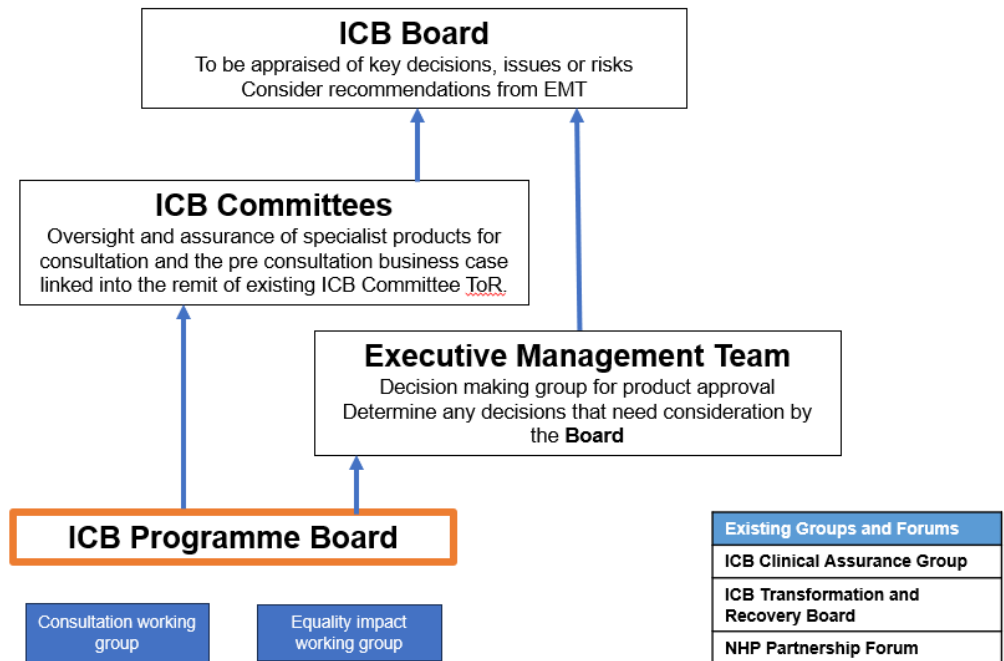 ICB Board
To be appraised of key decisions, issues or risks
Consider recommendations from EMT
ICB Committees
Oversight and assurance of specialist products for
consultation and the pre consultation business case
linked into the remit of existing ICB Committee ToR.
Executive Management Team
Decision making group for product approval
Determine any decisions that need consideration by
the Board
ICB Programme Board
Consultation working
group
Equality impact
working group
Existing Groups and Forums
ICB Clinical Assurance Group
ICB Transformation and
Recovery Board
NHP Partnership Forum